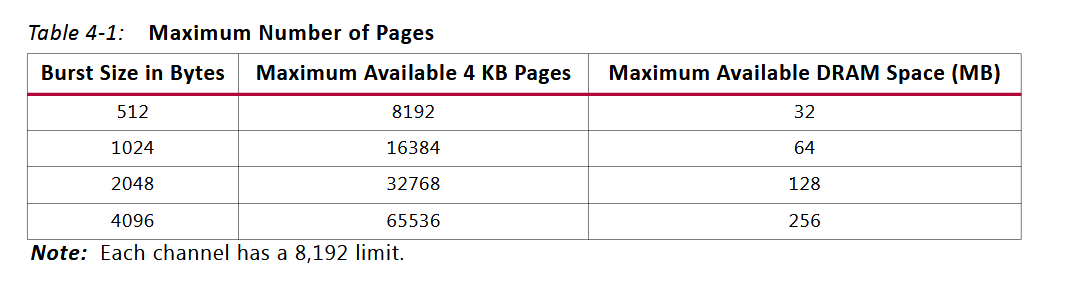 Table 4-1: Maximum Number of Pages
Burst Size in Bytes Maximum Available 4 KB Pages Maximum Available DRAM Space (MB)
512 8192 32
1024 16384 64
2048 32768 128
4096 65536 256
Note: Each channel has a 8,192 limit.